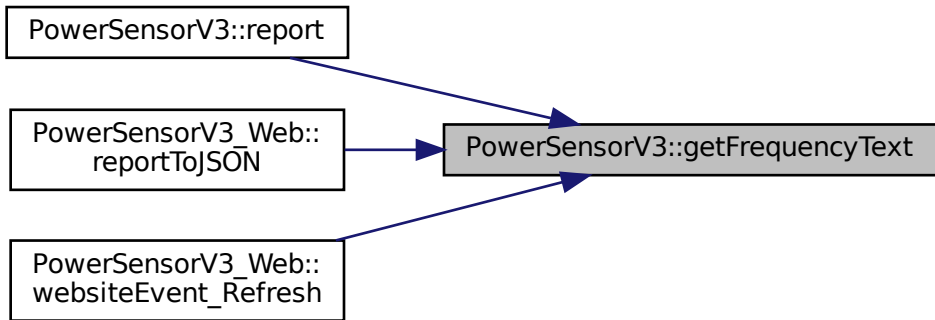 PowerSensorV3::report
PowerSensorV3_Web::
reportToJSON
PowerSensorV3::getFrequencyText
PowerSensorV3_Web::
websiteEvent_Refresh